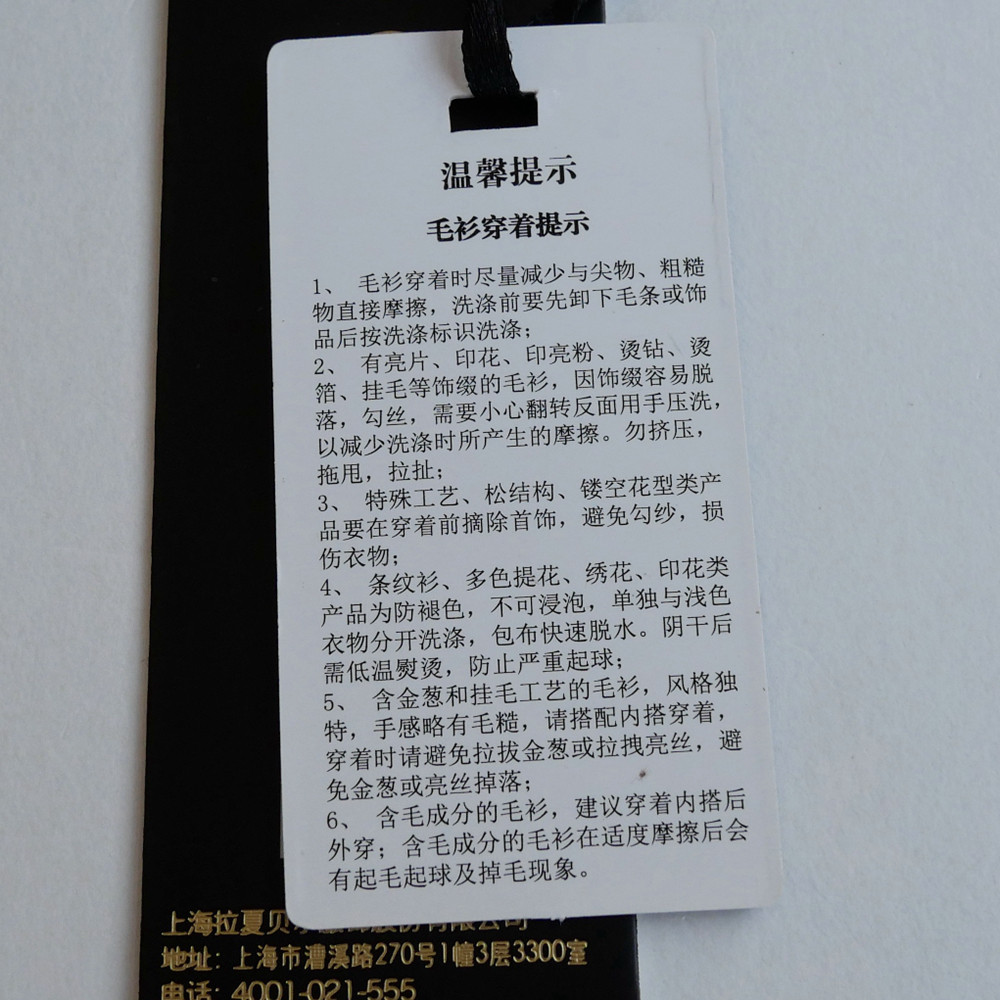 温馨提示
毛衫穿着提示
1、 毛衫穿着时尽量减少与尖物、粗糙
物直接摩擦，洗涤前要先卸下毛条或饰
品后按洗涤标识洗涤；
2、 有亮片、印花、印亮粉、烫钻、烫
箔、挂毛等饰缀的毛衫，因饰缀容易脱
落，勾丝，需要小心翻转反面用手压洗，
以减少洗涤时所产生的摩擦。勿挤压，
拖甩，拉扯；
3、 特殊工艺、松结构、镂空花型类产
品要在穿着前摘除首饰，避免勾纱，损
伤衣物；
4、 条纹衫、多色提花、绣花、印花类
产品为防褪色，不可浸泡，单独与浅色
衣物分开洗涤，包布快速脱水。阴干后
需低温熨烫，防止严重起球；
5、 含金葱和挂毛工艺的毛衫，风格独
特，手感略有毛糙，请搭配内搭穿着，
穿着时请避免拉拔金葱或拉拽亮丝，避
免金葱或亮丝掉落；
6、 含毛成分的毛衫，建议穿着内搭后
外穿；含毛成分的毛衫在适度摩擦后会
有起毛起球及掉毛现象。
上海拉夏贝
地址：上海市漕溪路270号1幢3层3300室
电话：4001-021-555